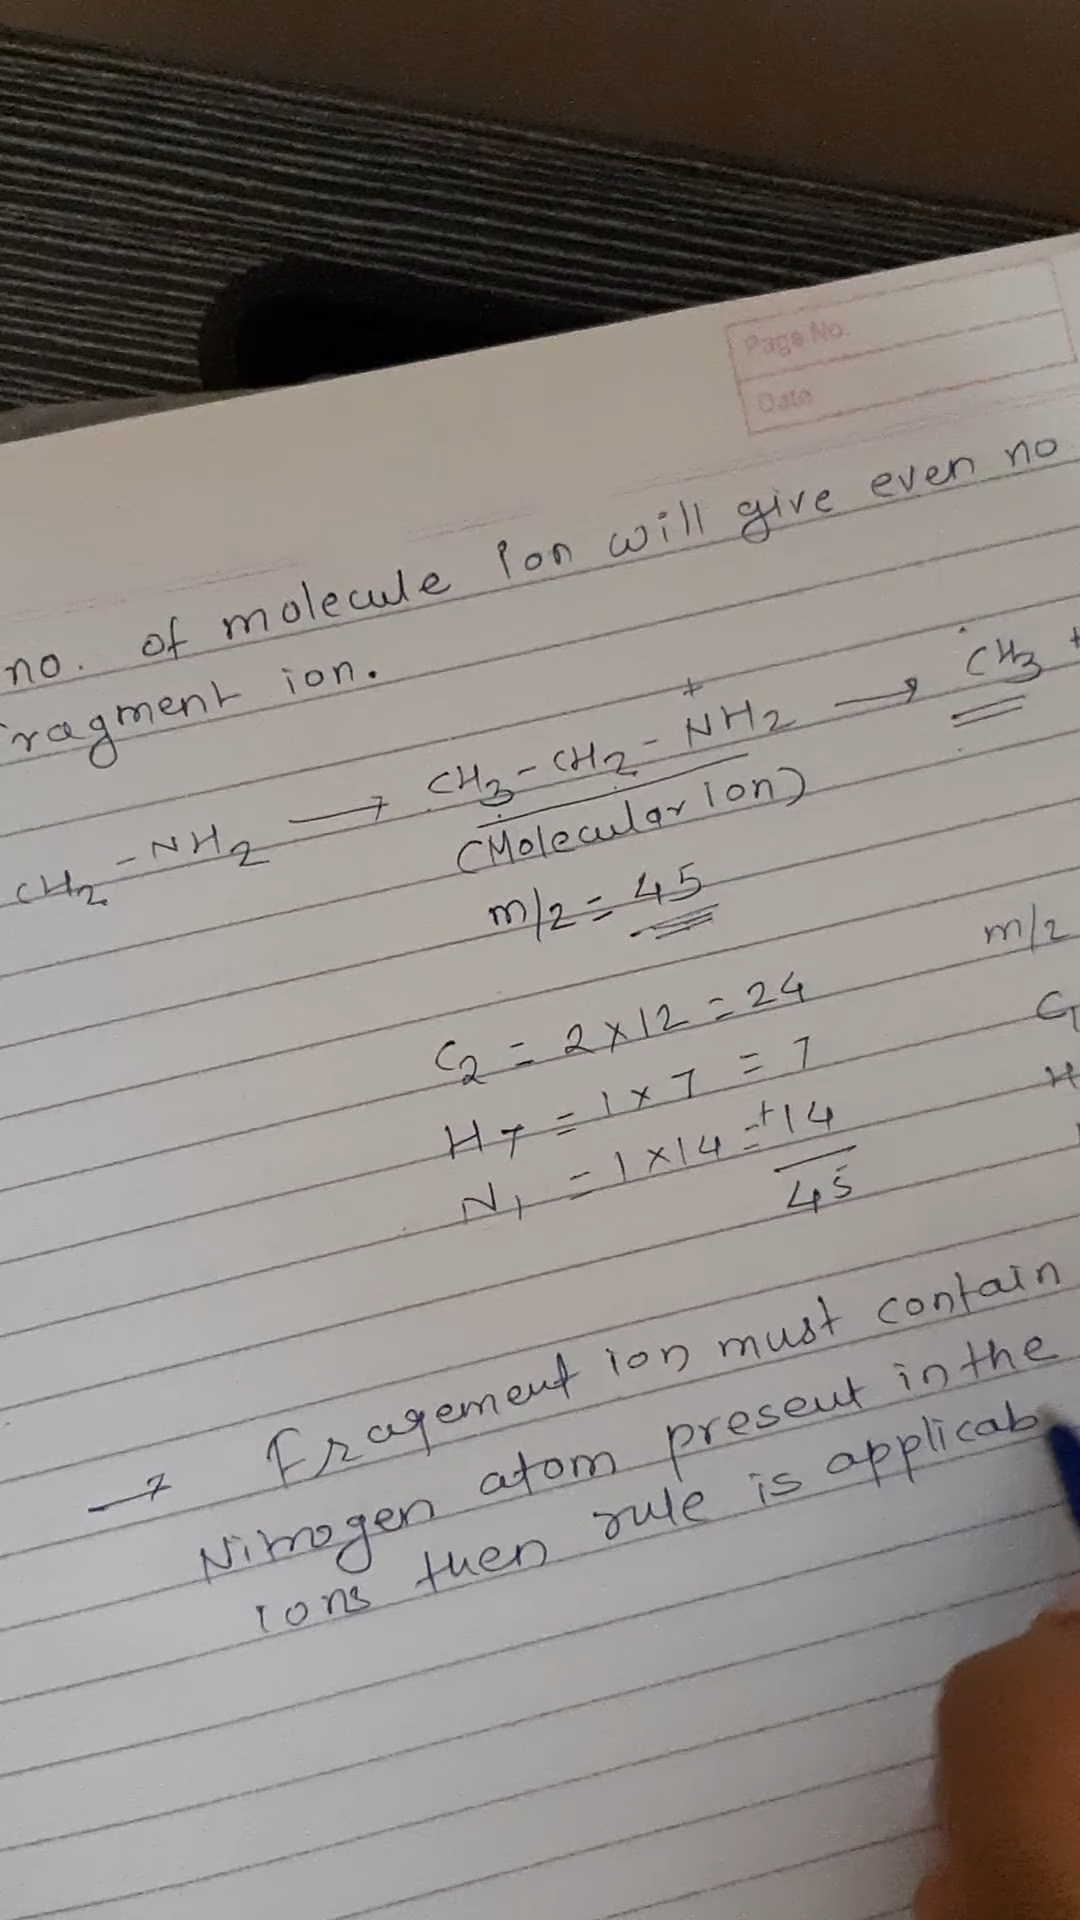 Page No.
Date
no. of molecule ion will give even no
ragment ion.
CH2-NH2 → CH3-CH2-NH2+ → ĊH3 +
(Molecular ion)
m/z = 45
m/z
C2 = 2 x 12 = 24
C1
H7 = 1 x 7 = 7
H
N1 = 1 x 14 = +14
45
→ Fragement ion must contain
Nitrogen atom present in the
ions then rule is applicab